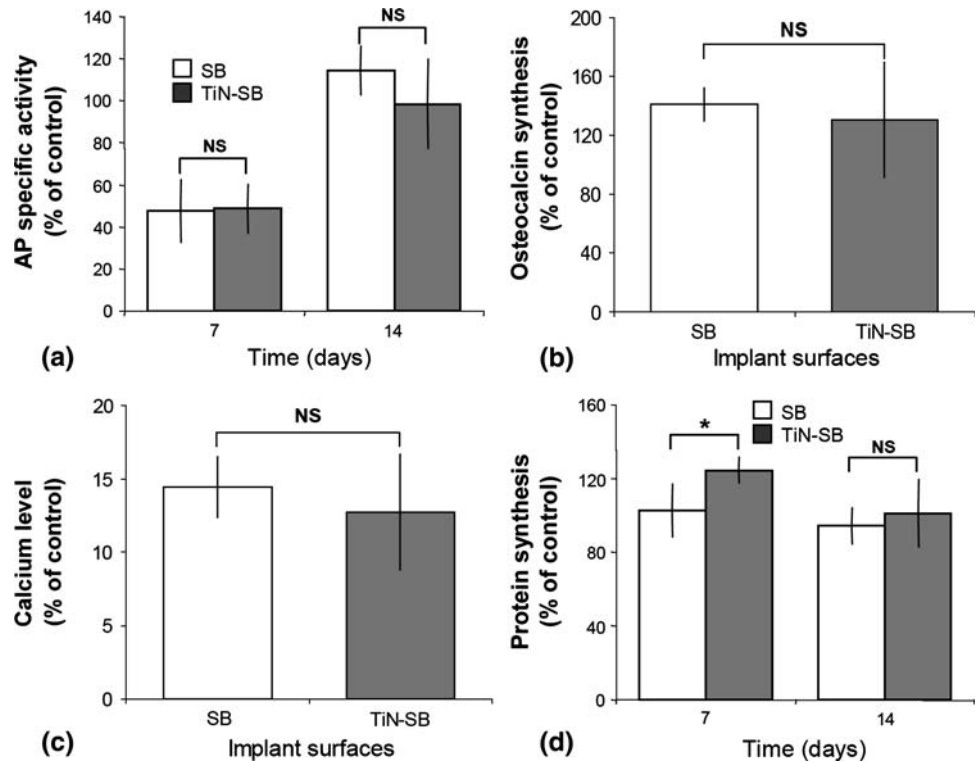 140
120
100
80
60
40
20
0
AP specific activity
(% of control)
SB
TiN-SB
NS
NS
7
14
Time (days)
(a)
200
160
120
80
40
0
Osteocalcin synthesis
(% of control)
NS
SB
TiN-SB
Implant surfaces
(b)
20
15
10
5
0
Calcium level
(% of control)
NS
SB
TiN-SB
Implant surfaces
(c)
160
120
80
40
0
Protein synthesis
(% of control)
SB
TiN-SB
*
NS
7
14
Time (days)
(d)